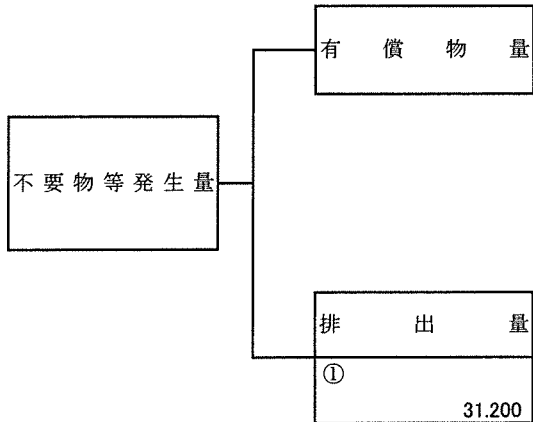 有償物量
不要物等発生量
排出量
①
31.200